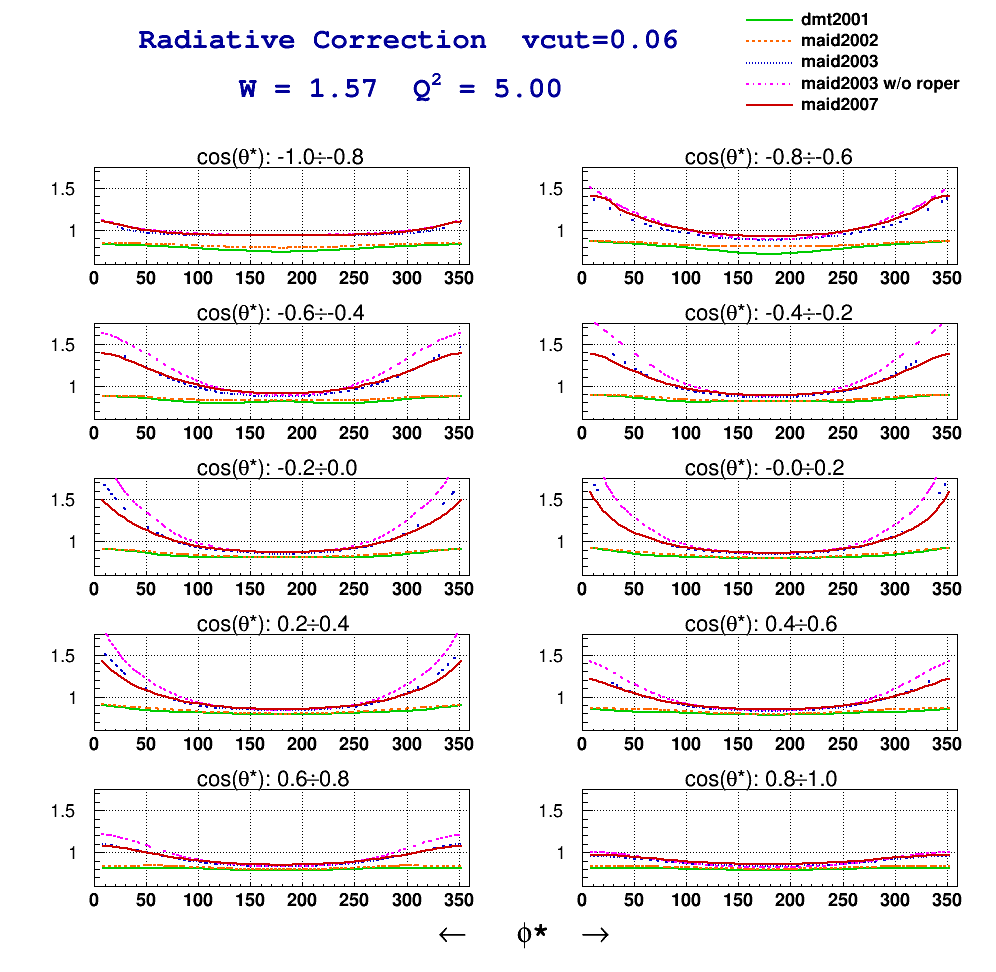 Radiative Correction vcut=0.06
W = 1.57 Q² = 5.00
dmt2001
maid2002
maid2003
maid2003 w/o roper
maid2007
cos(θ*): -1.0÷-0.8
1.5
1
0 50 100 150 200 250 300 350
cos(θ*): -0.8÷-0.6
1.5
1
0 50 100 150 200 250 300 350
cos(θ*): -0.6÷-0.4
1.5
1
0 50 100 150 200 250 300 350
cos(θ*): -0.4÷-0.2
1.5
1
0 50 100 150 200 250 300 350
cos(θ*): -0.2÷0.0
1.5
1
0 50 100 150 200 250 300 350
cos(θ*): -0.0÷0.2
1.5
1
0 50 100 150 200 250 300 350
cos(θ*): 0.2÷0.4
1.5
1
0 50 100 150 200 250 300 350
cos(θ*): 0.4÷0.6
1.5
1
0 50 100 150 200 250 300 350
cos(θ*): 0.6÷0.8
1.5
1
0 50 100 150 200 250 300 350
cos(θ*): 0.8÷1.0
1.5
1
0 50 100 150 200 250 300 350
← ϕ* →